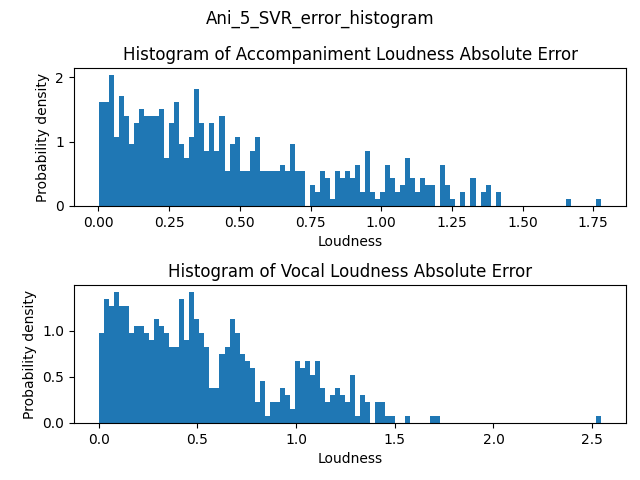 Ani_5_SVR_error_histogram
Histogram of Accompaniment Loudness Absolute Error
Probability density
2
1
0
0.00 0.25 0.50 0.75 1.00 1.25 1.50 1.75
Loudness
Histogram of Vocal Loudness Absolute Error
Probability density
1.0
0.5
0.0
0.0 0.5 1.0 1.5 2.0 2.5
Loudness